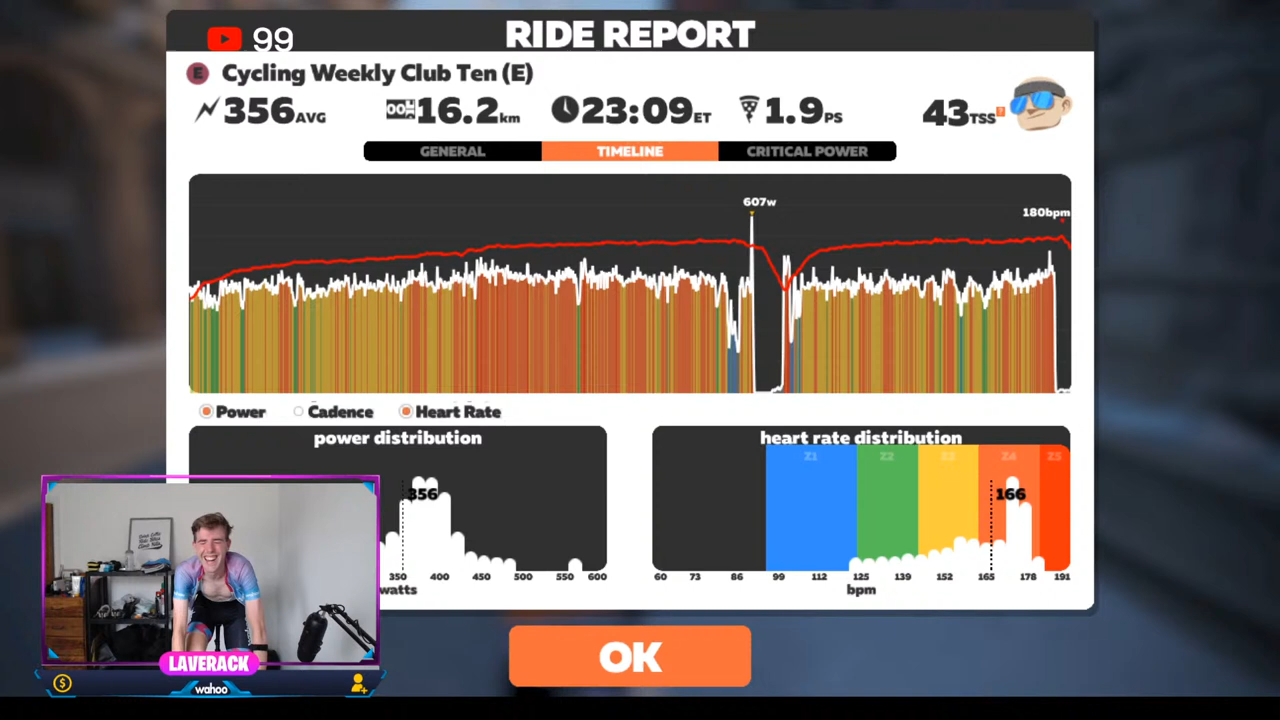 99
RIDE REPORT
E Cycling Weekly Club Ten (E)
356AVG 16.2km 23:09ET 1.9PS 43TSS?
GENERAL TIMELINE CRITICAL POWER
607w
180bpm
Power Cadence Heart Rate
power distribution
356
350 400 450 500 550 600
watts
heart rate distribution
Z1 Z2 Z3 Z4 Z5
166
60 73 86 99 112 125 139 152 165 178 191
bpm
OK
LAVERACK
wahoo
$